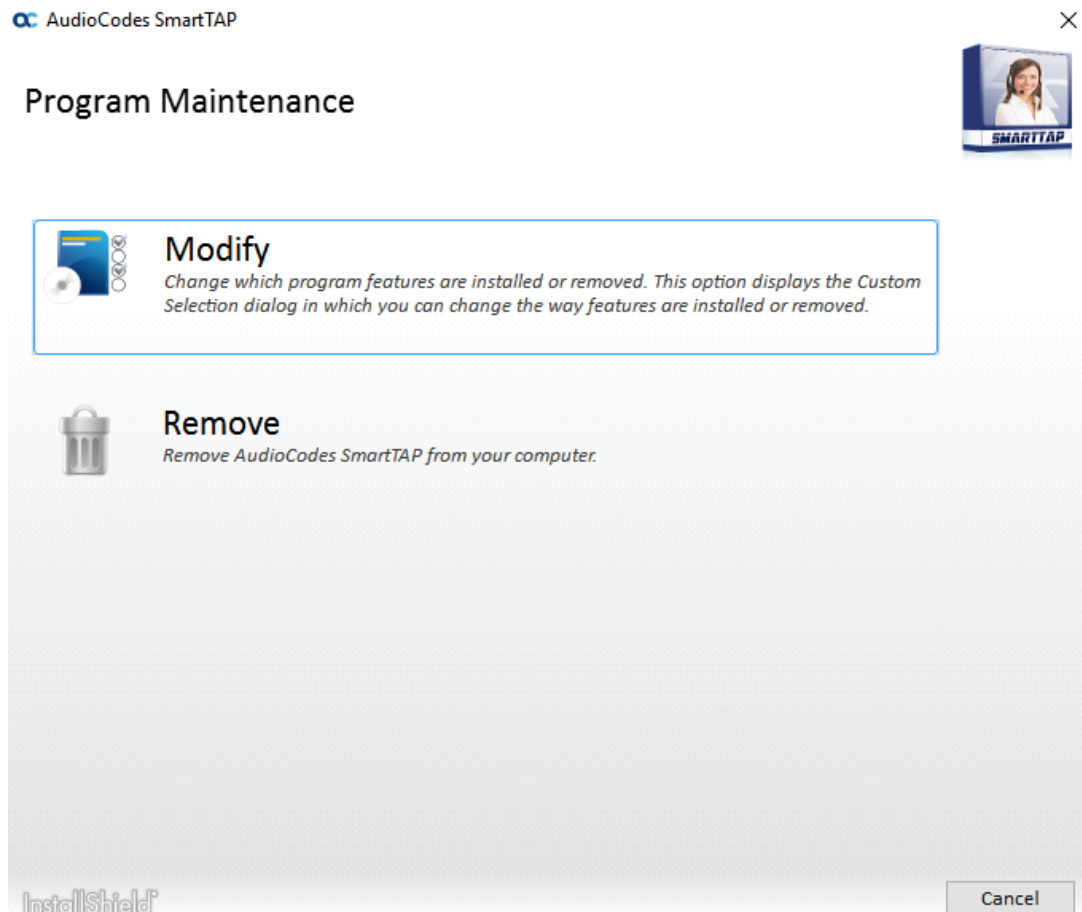 AudioCodes SmartTAP
Program Maintenance
SMARTTAP
Modify
Change which program features are installed or removed. This option displays the Custom
Selection dialog in which you can change the way features are installed or removed.
Remove
Remove AudioCodes SmartTAP from your computer.
InstallShield
Cancel